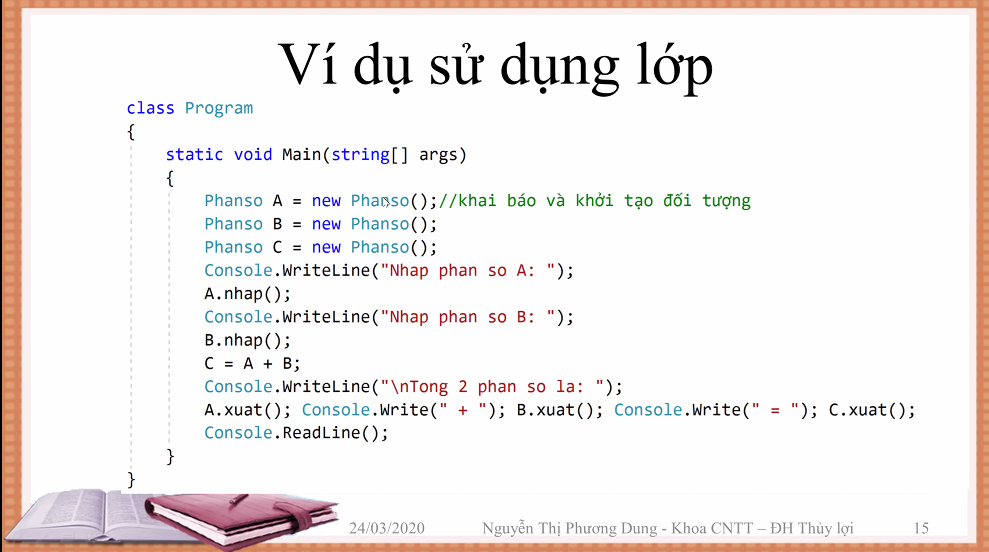 Ví dụ sử dụng lớp
class Program
{
static void Main(string[] args)
{
Phanso A = new Phanso();//khai báo và khởi tạo đối tượng
Phanso B = new Phanso();
Phanso C = new Phanso();
Console.WriteLine("Nhap phan so A: ");
A.nhap();
Console.WriteLine("Nhap phan so B: ");
B.nhap();
C = A + B;
Console.WriteLine("\nTong 2 phan so la: ");
A.xuat(); Console.Write(" + "); B.xuat(); Console.Write(" = "); C.xuat();
Console.ReadLine();
}
}
24/03/2020 Nguyễn Thị Phương Dung - Khoa CNTT – ĐH Thủy lợi 15